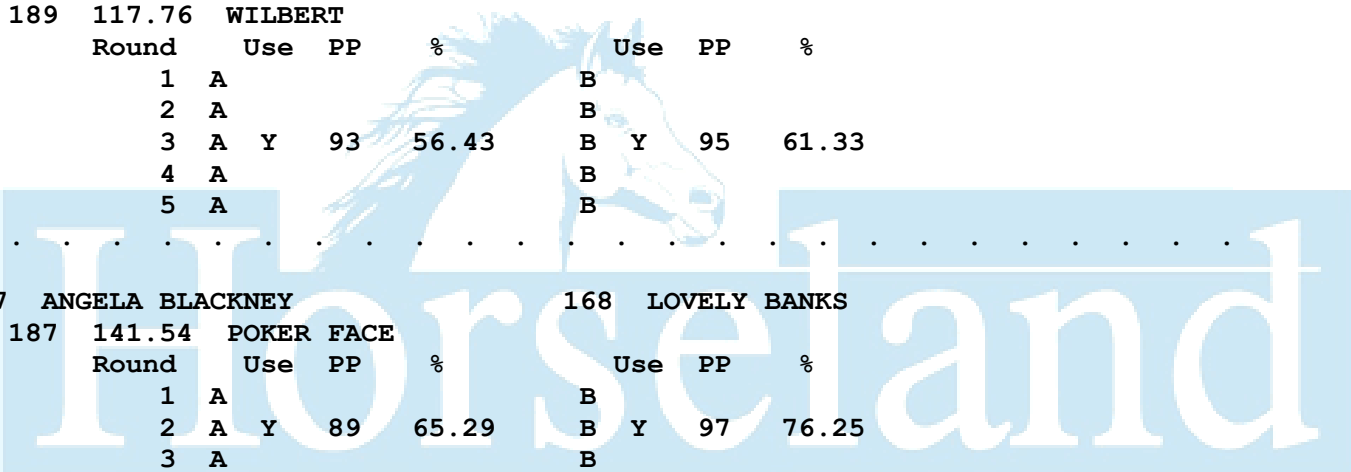 189 117.76 WILBERT
Round Use PP % Use PP %
1 A B
2 A B
3 A Y 93 56.43 B Y 95 61.33
4 A B
5 A B
. . . . . . . . . . . . . . . . . . . . . . . . .
7 ANGELA BLACKNEY 168 LOVELY BANKS
187 141.54 POKER FACE
Round Use PP % Use PP %
1 A B
2 A Y 89 65.29 B Y 97 76.25
3 A B
Horseland